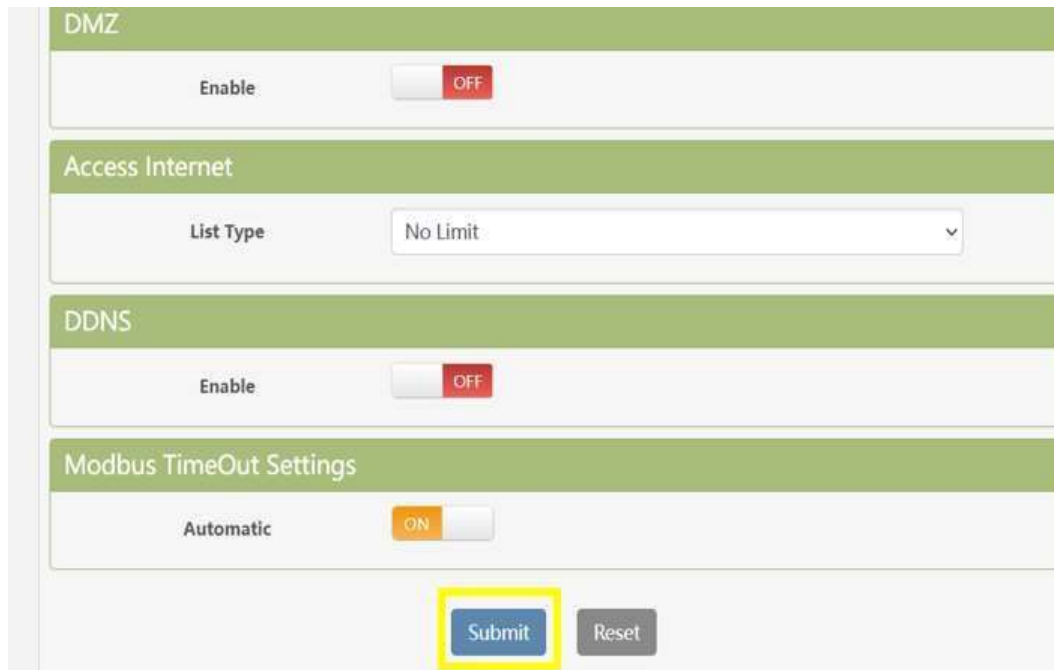 DMZ
Enable OFF
Access Internet
List Type No Limit
DDNS
Enable OFF
Modbus TimeOut Settings
Automatic ON
Submit Reset